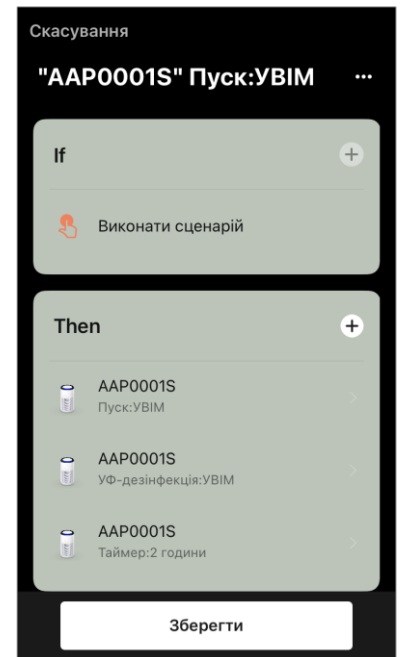 Скасування
"AAP0001S" Пуск:УВІМ ...
If
Виконати сценарій
Then
AAP0001S
Пуск:УВІМ
AAP0001S
УФ-дезінфекція:УВІМ
AAP0001S
Таймер:2 години
Зберегти